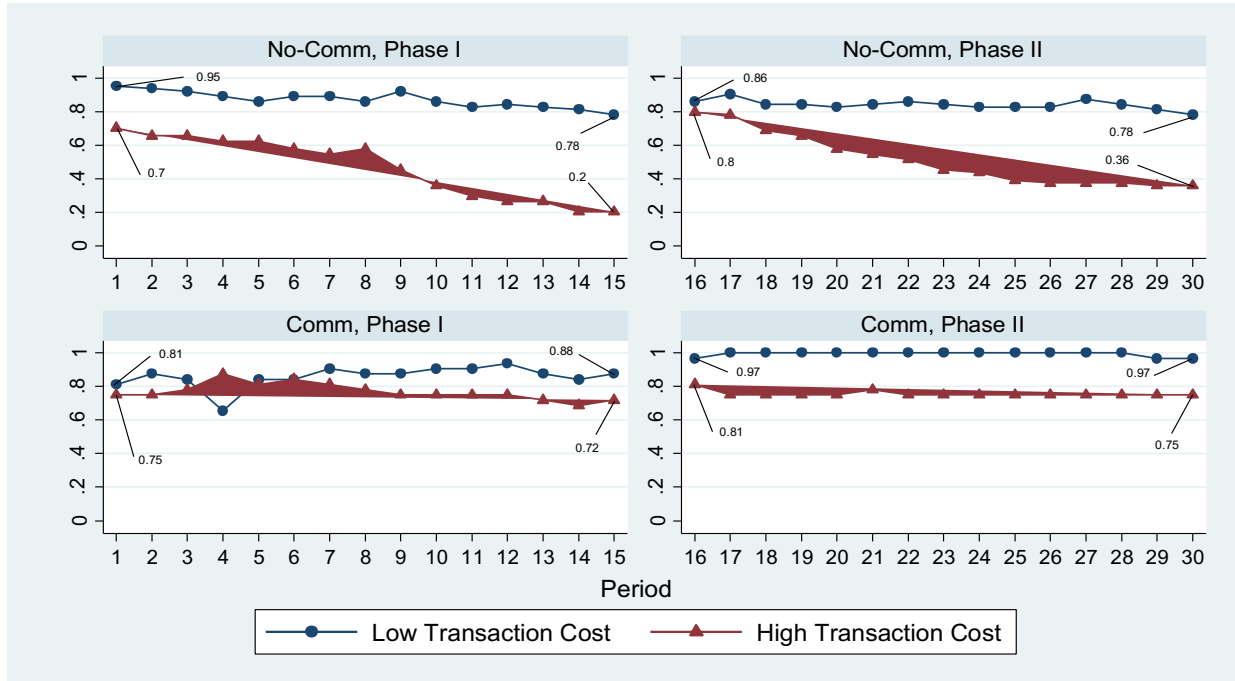 No-Comm, Phase I
0 .2 .4 .6 .8 1
0.95
0.7
0.78
0.2
1 2 3 4 5 6 7 8 9 10 11 12 13 14 15
No-Comm, Phase II
0 .2 .4 .6 .8 1
0.86
0.8
0.78
0.36
16 17 18 19 20 21 22 23 24 25 26 27 28 29 30
Comm, Phase I
0 .2 .4 .6 .8 1
0.81
0.75
0.88
0.72
1 2 3 4 5 6 7 8 9 10 11 12 13 14 15
Comm, Phase II
0 .2 .4 .6 .8 1
0.97
0.81
0.97
0.75
16 17 18 19 20 21 22 23 24 25 26 27 28 29 30
Period
Low Transaction Cost
High Transaction Cost